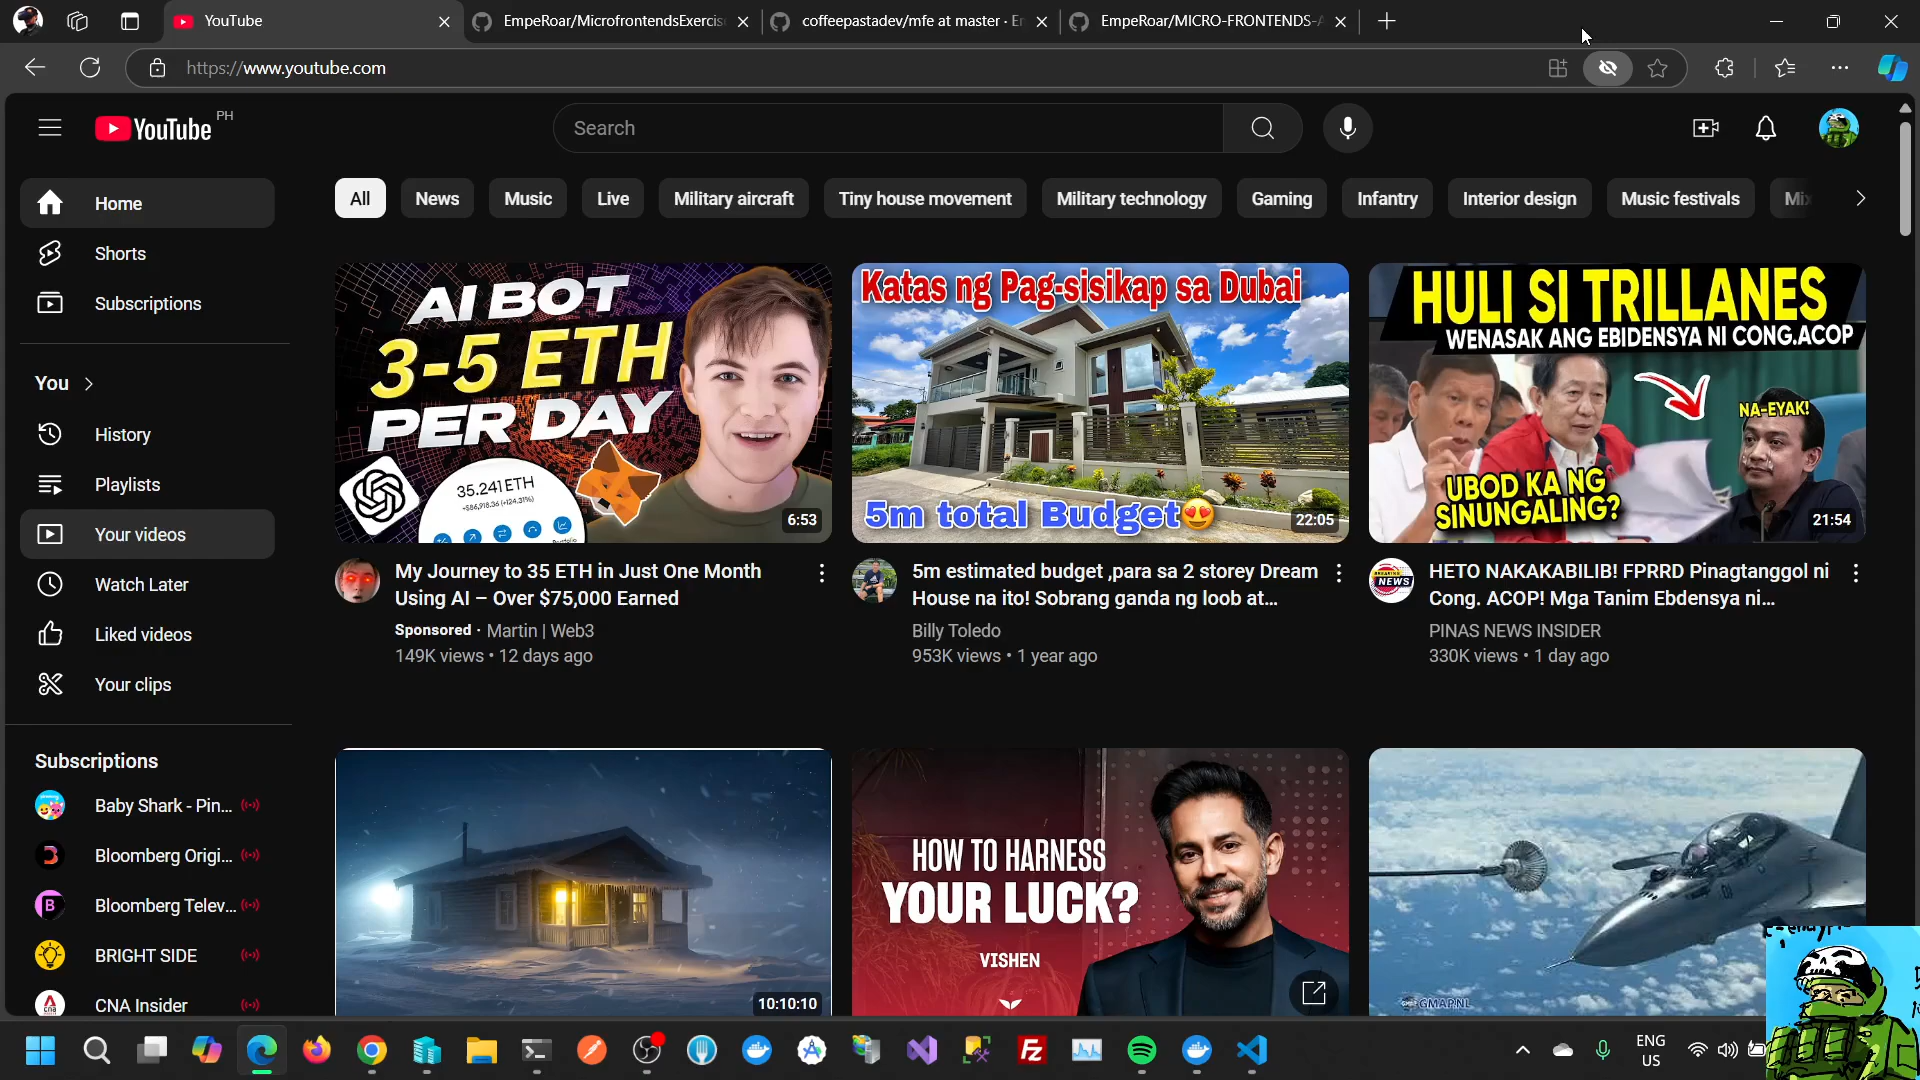 YouTube
EmpeRoar/MicrofrontendsExercise
coffeepastadev/mfe at master · E
EmpeRoar/MICRO-FRONTENDS-A
https://www.youtube.com
YouTube PH
Search
Home
Shorts
Subscriptions
You
History
Playlists
Your videos
Watch Later
Liked videos
Your clips
Subscriptions
Baby Shark - Pin...
Bloomberg Origi...
Bloomberg Telev...
BRIGHT SIDE
CNA Insider
All
News
Music
Live
Military aircraft
Tiny house movement
Military technology
Gaming
Infantry
Interior design
Music festivals
Mix
AI BOT
3-5 ETH
PER DAY
35.241 ETH
6:53
My Journey to 35 ETH in Just One Month
Using AI – Over $75,000 Earned
Sponsored · Martin | Web3
149K views • 12 days ago
Katas ng Pag-sisikap sa Dubai
5m total Budget😍
22:05
5m estimated budget ,para sa 2 storey Dream
House na ito! Sobrang ganda ng loob at...
Billy Toledo
953K views • 1 year ago
HULI SI TRILLANES
WENASAK ANG EBIDENSYA NI CONG.ACOP
NA-EYAK!
UBOD KA NG
SINUNGALING?
21:54
NEWS
HETO NAKAKABILIB! FPRRD Pinagtanggol ni
Cong. ACOP! Mga Tanim Ebdensya ni...
PINAS NEWS INSIDER
330K views • 1 day ago
10:10:10
HOW TO HARNESS
YOUR LUCK?
VISHEN
GMAPNL
ENG
US